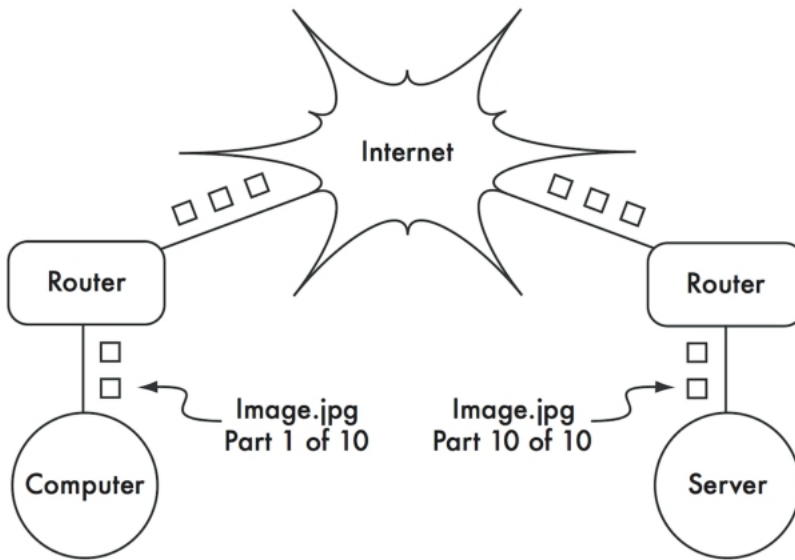 Internet
Router
Router
Image.jpg
Part 1 of 10
Image.jpg
Part 10 of 10
Computer
Server